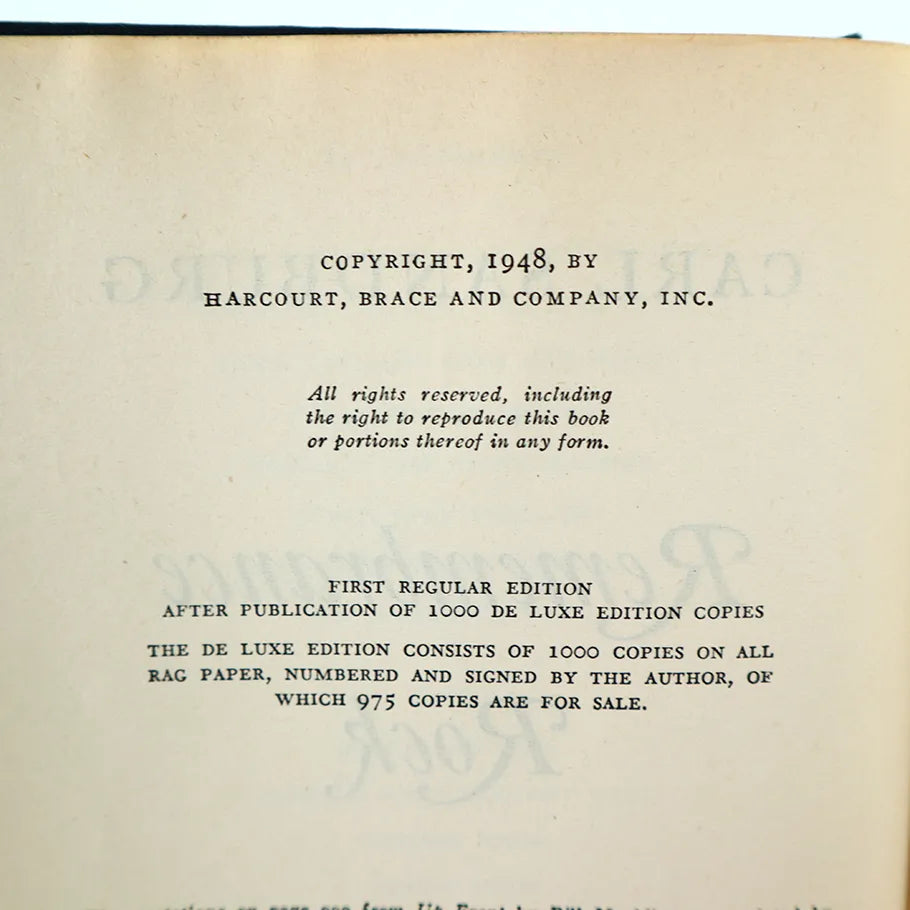 COPYRIGHT, 1948, BY
HARCOURT, BRACE AND COMPANY, INC.
All rights reserved, including
the right to reproduce this book
or portions thereof in any form.
FIRST REGULAR EDITION
AFTER PUBLICATION OF 1000 DE LUXE EDITION COPIES
THE DE LUXE EDITION CONSISTS OF 1000 COPIES ON ALL
RAG PAPER, NUMBERED AND SIGNED BY THE AUTHOR, OF
WHICH 975 COPIES ARE FOR SALE.